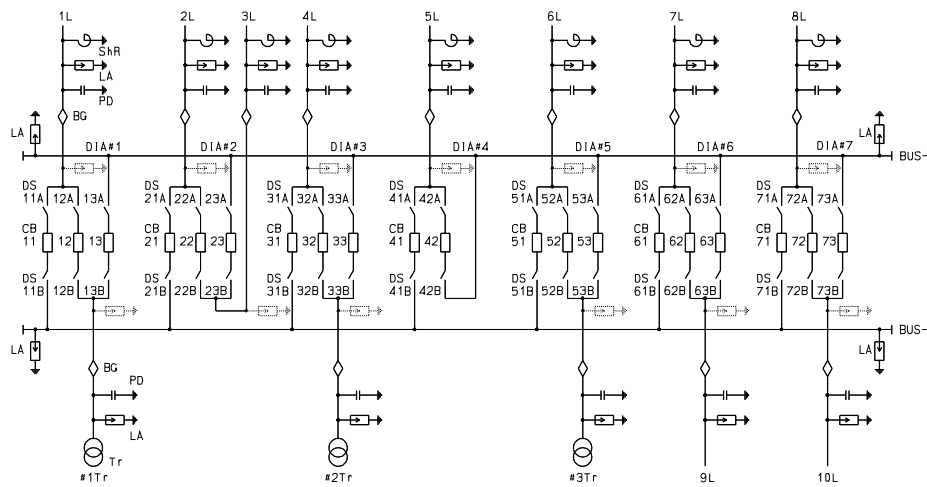 1L 2L 3L 4L 5L 6L 7L 8L
ShR
LA
PD
BG
LA LA
DIA#1 DIA#2 DIA#3 DIA#4 DIA#5 DIA#6 DIA#7
BUS-
DS DS DS DS DS DS DS
11A 12A 13A 21A 22A 23A 31A 32A 33A 41A 42A 51A 52A 53A 61A 62A 63A 71A 72A 73A
CB CB CB CB CB CB CB
11 12 13 21 22 23 31 32 33 41 42 51 52 53 61 62 63 71 72 73
DS DS DS DS DS DS DS
11B 12B 13B 21B 22B 23B 31B 32B 33B 41B 42B 51B 52B 53B 61B 62B 63B 71B 72B 73B
BUS-
LA LA
BG
PD
LA
Tr
#1Tr #2Tr #3Tr 9L 10L